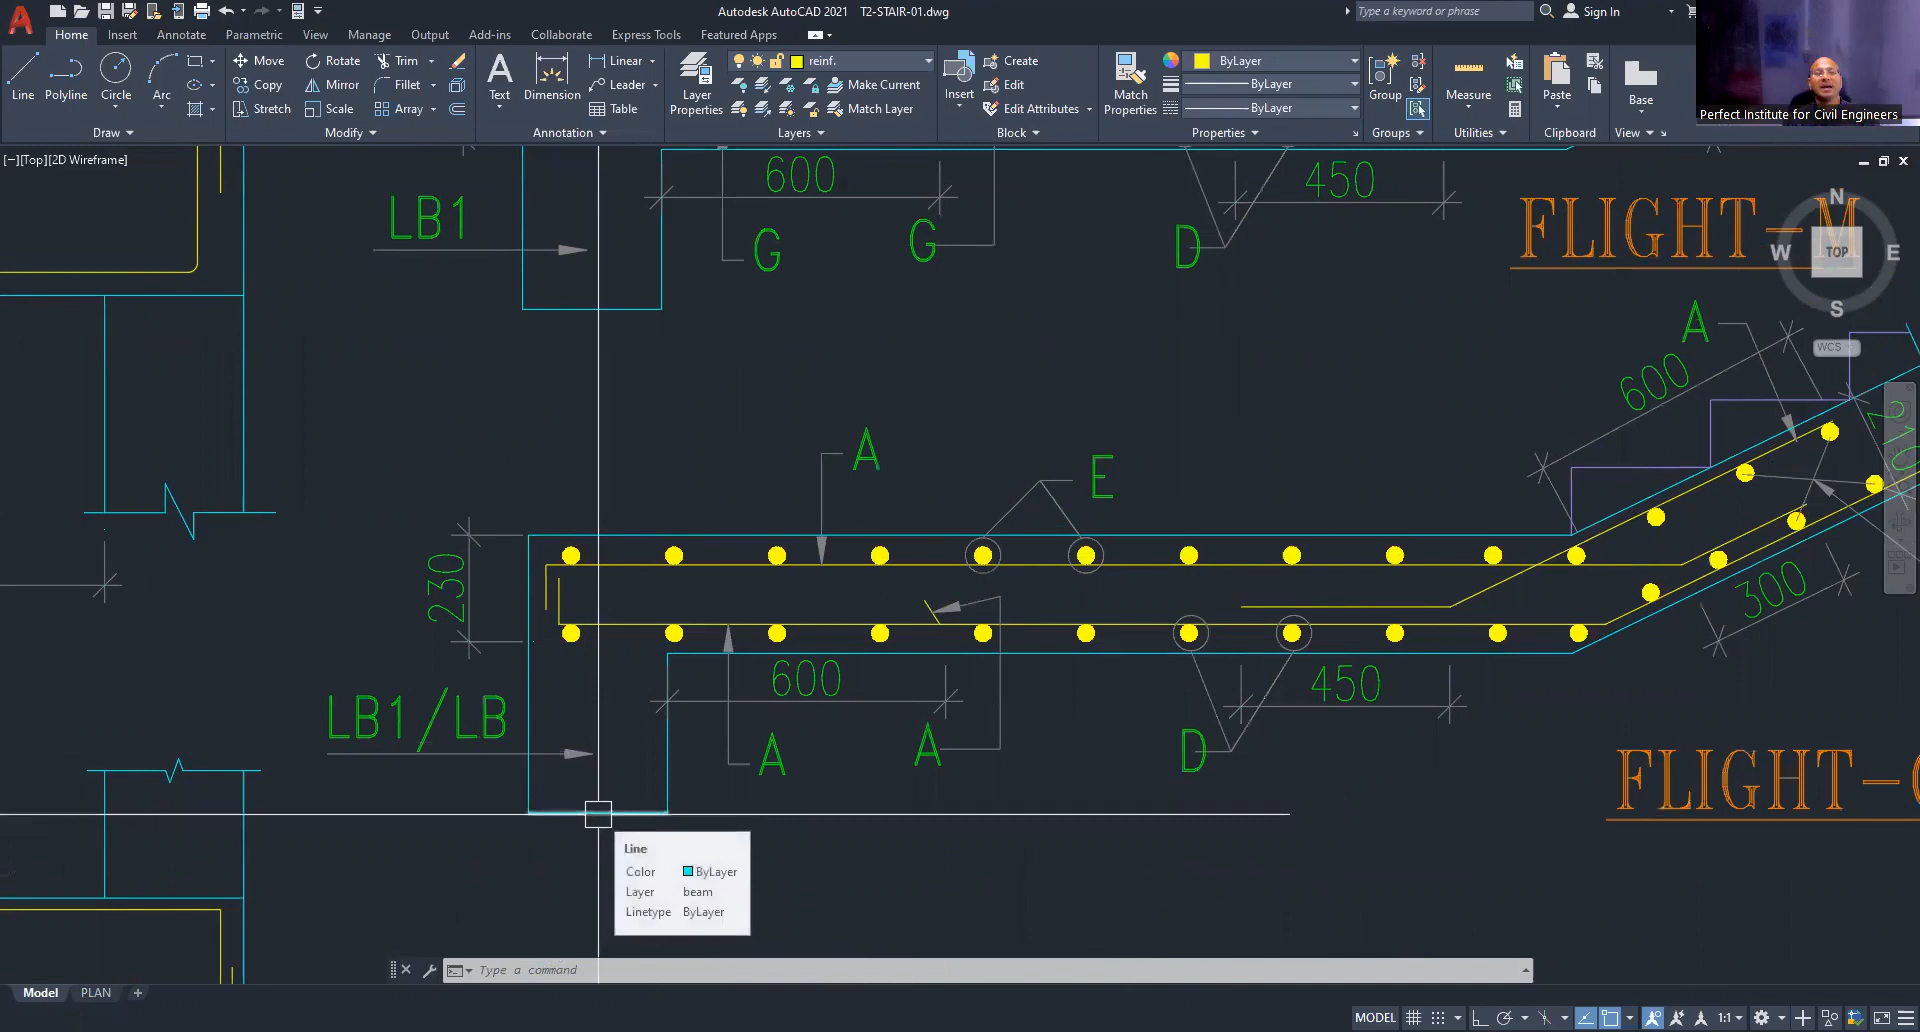 Autodesk AutoCAD 2021 T2-STAIR-01.dwg
Type a keyword or phrase
Sign In
Home Insert Annotate Parametric View Manage Output Add-ins Collaborate Express Tools Featured Apps
Line Polyline Circle Arc
Move Rotate Trim
Copy Mirror Fillet
Stretch Scale Array
Text Dimension
Linear
Leader
Table
Layer Properties
reinf.
Make Current
Match Layer
Insert
Create
Edit
Edit Attributes
Match Properties
ByLayer
ByLayer
ByLayer
Group
Measure
Paste
Base
Draw Modify Annotation Layers Block Properties Groups Utilities Clipboard View
Perfect Institute for Civil Engineers
[−][Top][2D Wireframe]
600
450
LB1
G
G
D
FLIGHT-M
N
W
TOP
E
S
WCS
A
600
A
E
230
300
600
450
LB1/LB
A
A
D
FLIGHT-
Line
Color ByLayer
Layer beam
Linetype ByLayer
Type a command
Model PLAN +
MODEL
1:1